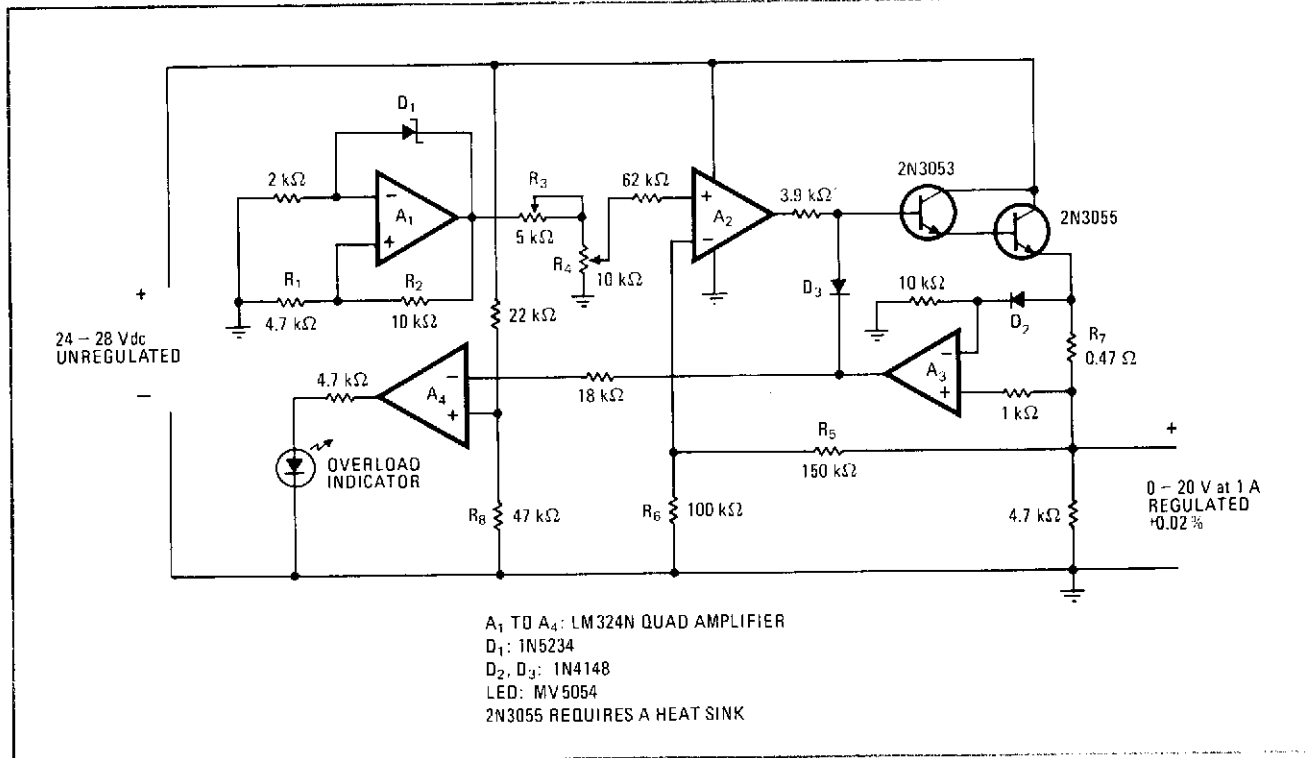 D1
2 kΩ
A1
R1
4.7 kΩ
R2
10 kΩ
R3
5 kΩ
R4
10 kΩ
62 kΩ
A2
3.9 kΩ
2N3053
2N3055
D3
10 kΩ
D2
R7
0.47 Ω
A3
1 kΩ
22 kΩ
+
24 – 28 Vdc
UNREGULATED
–
4.7 kΩ
A4
18 kΩ
R5
150 kΩ
OVERLOAD
INDICATOR
R8
47 kΩ
R6
100 kΩ
4.7 kΩ
+
0 – 20 V at 1 A
REGULATED
+0.02 %
A1 TO A4: LM324N QUAD AMPLIFIER
D1: 1N5234
D2, D3: 1N4148
LED: MV5054
2N3055 REQUIRES A HEAT SINK